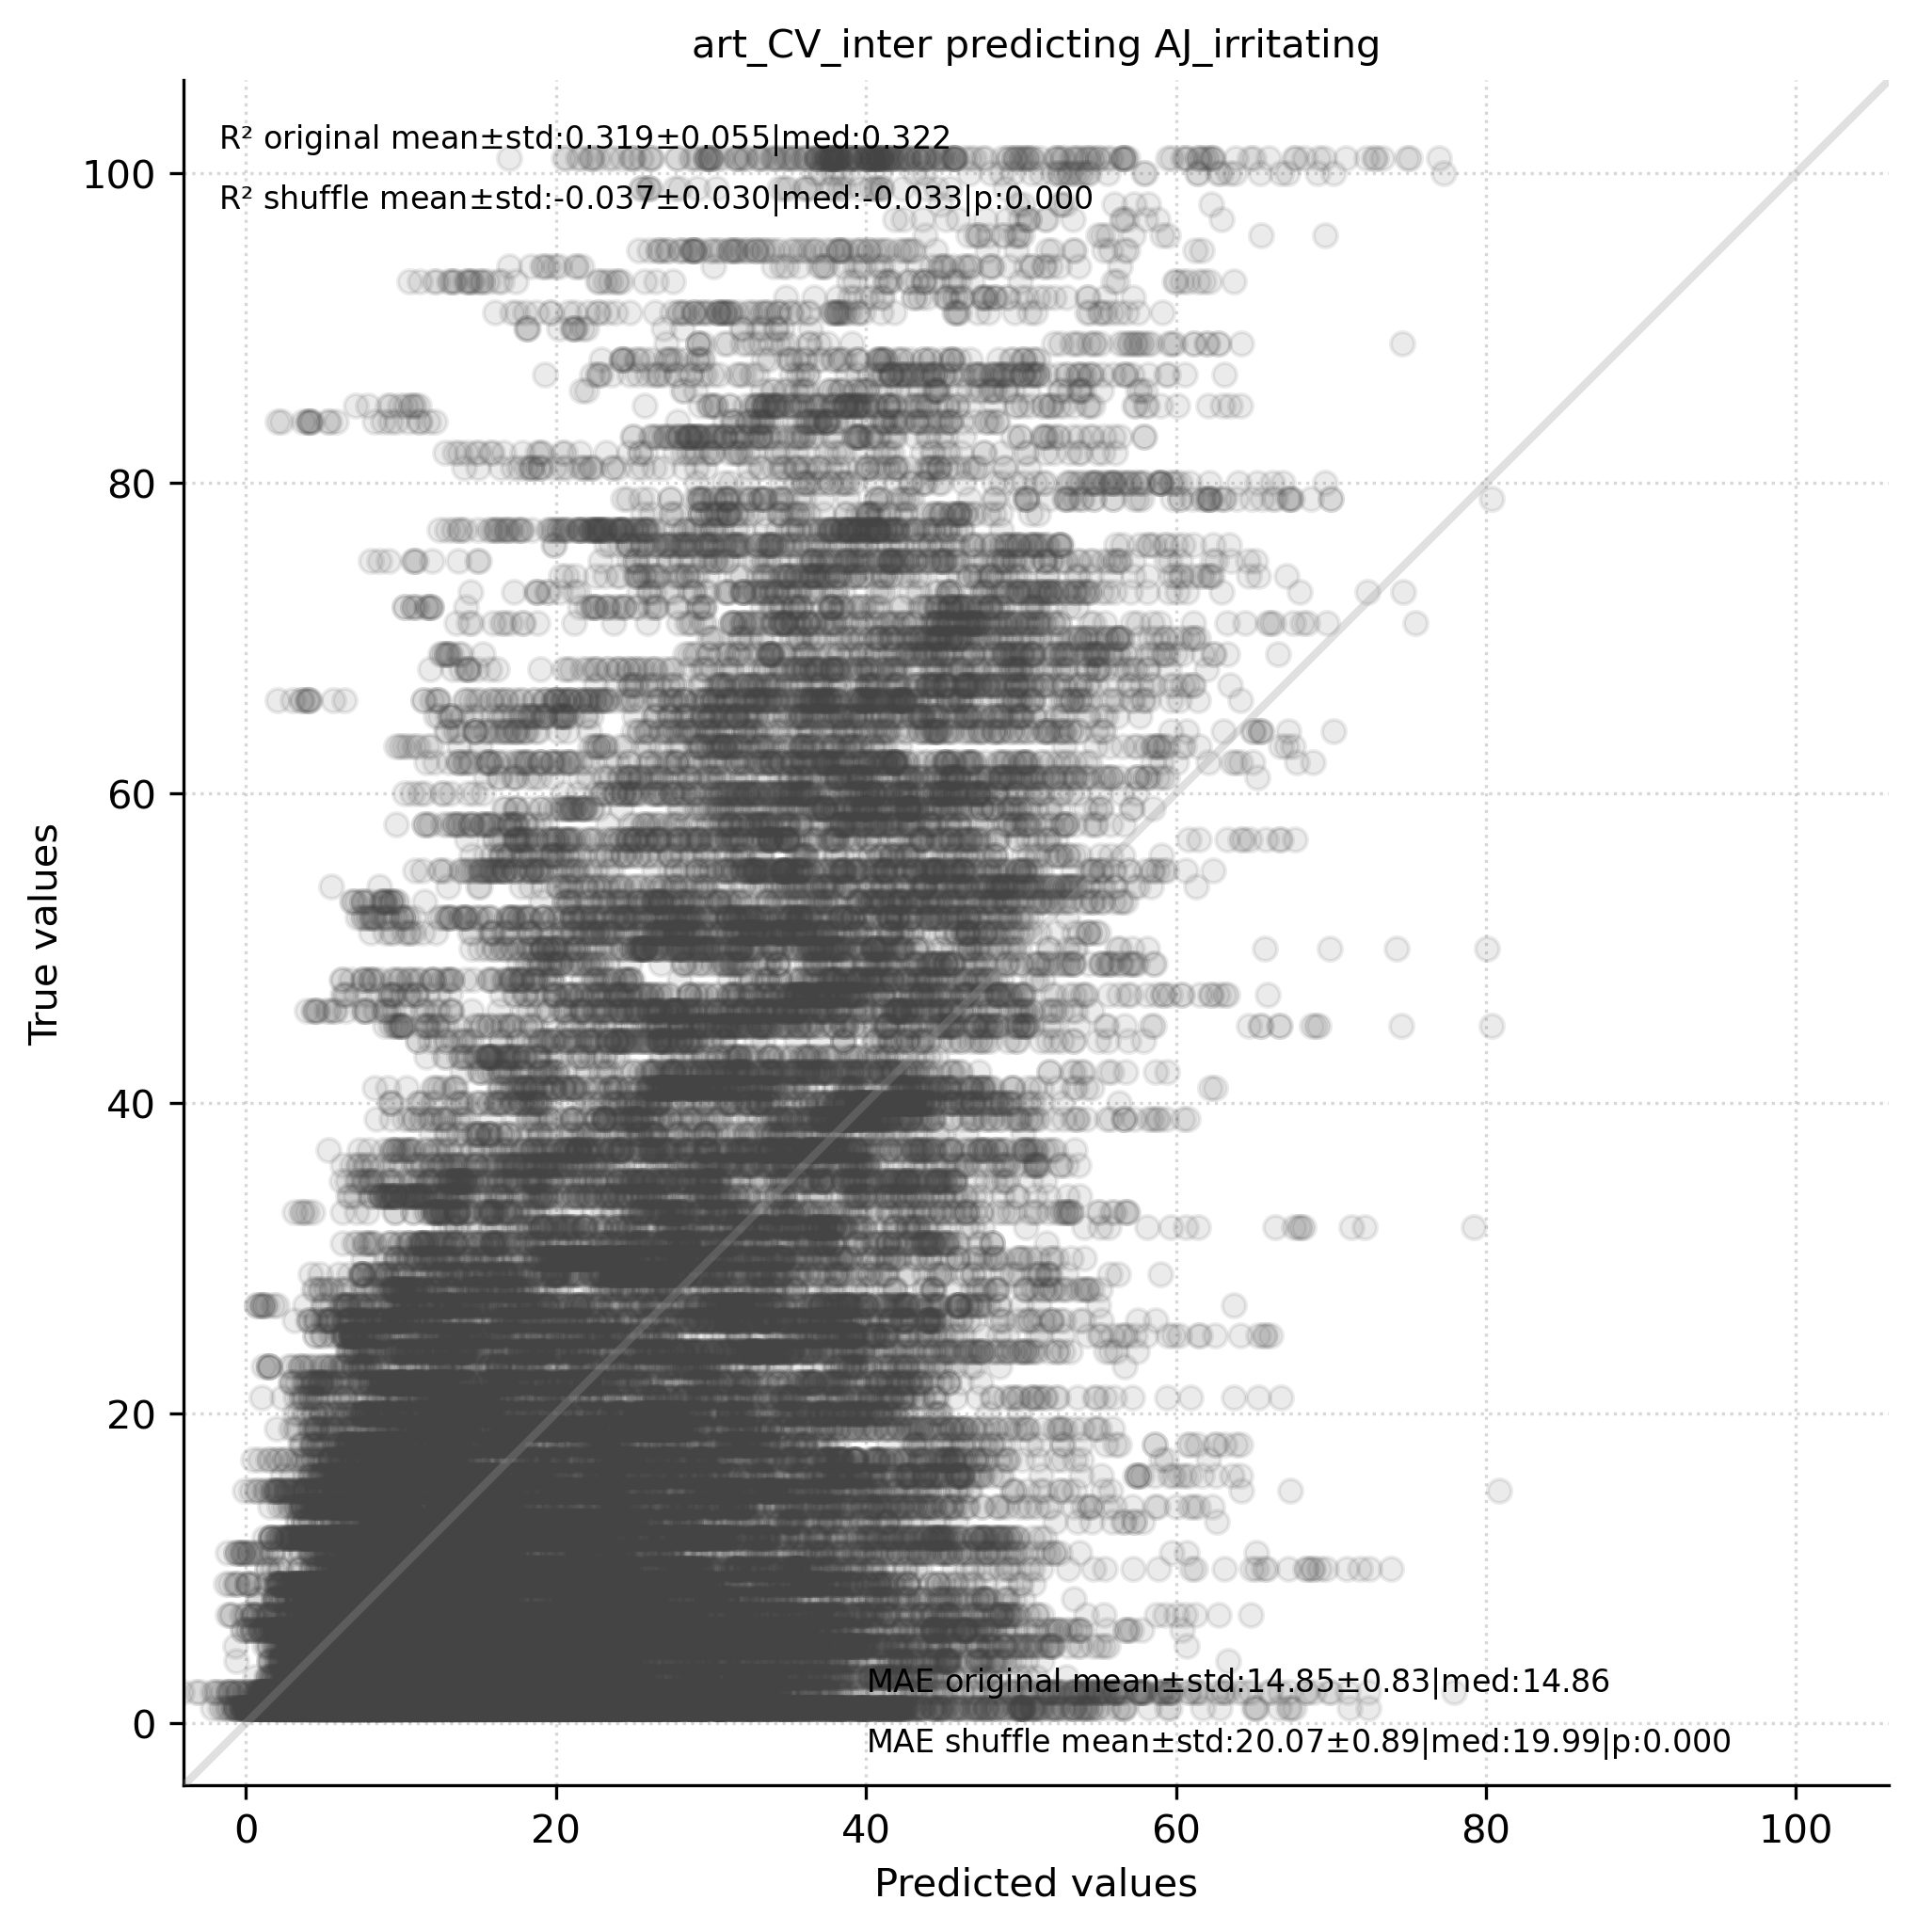 art_CV_inter predicting AJ_irritating
R² original mean±std:0.319±0.055|med:0.322
R² shuffle mean±std:-0.037±0.030|med:-0.033|p:0.000
100
80
60
40
20
0
True values
MAE original mean±std:14.85±0.83|med:14.86
MAE shuffle mean±std:20.07±0.89|med:19.99|p:0.000
0 20 40 60 80 100
Predicted values